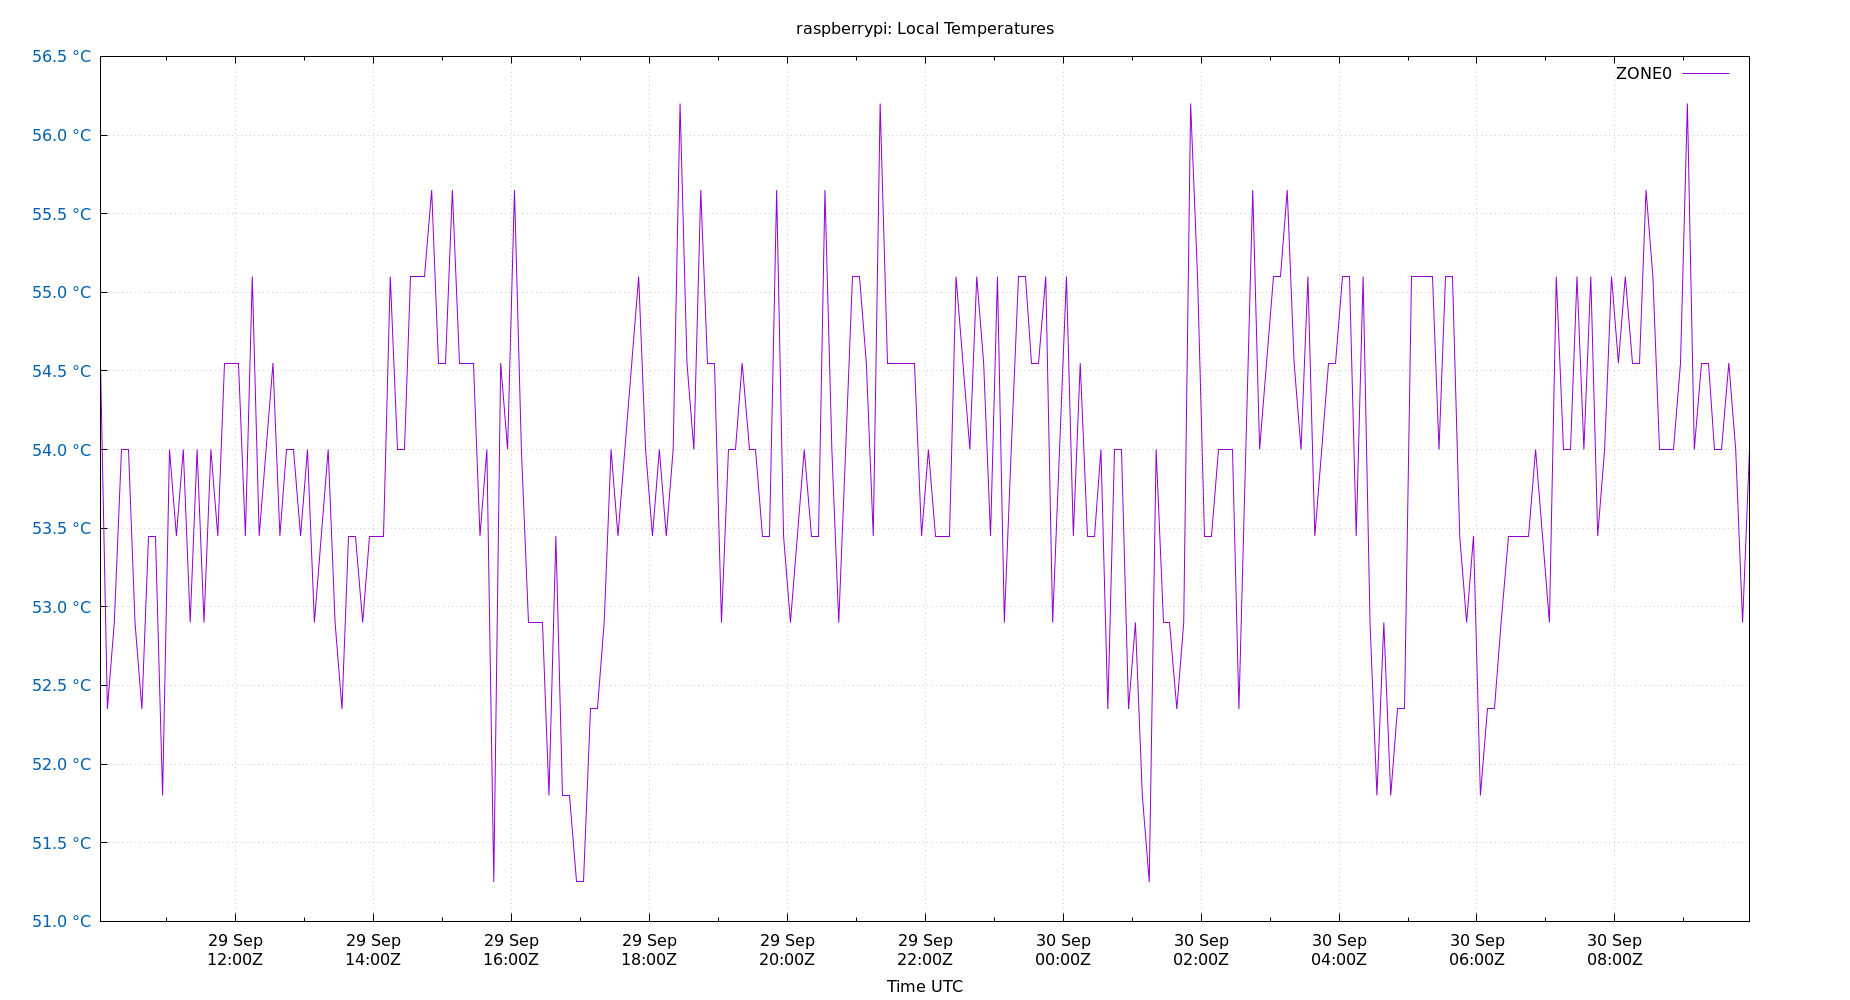 raspberrypi: Local Temperatures
56.5 °C
56.0 °C
55.5 °C
55.0 °C
54.5 °C
54.0 °C
53.5 °C
53.0 °C
52.5 °C
52.0 °C
51.5 °C
51.0 °C
ZONE0
29 Sep
12:00Z
29 Sep
14:00Z
29 Sep
16:00Z
29 Sep
18:00Z
29 Sep
20:00Z
29 Sep
22:00Z
30 Sep
00:00Z
30 Sep
02:00Z
30 Sep
04:00Z
30 Sep
06:00Z
30 Sep
08:00Z
Time UTC